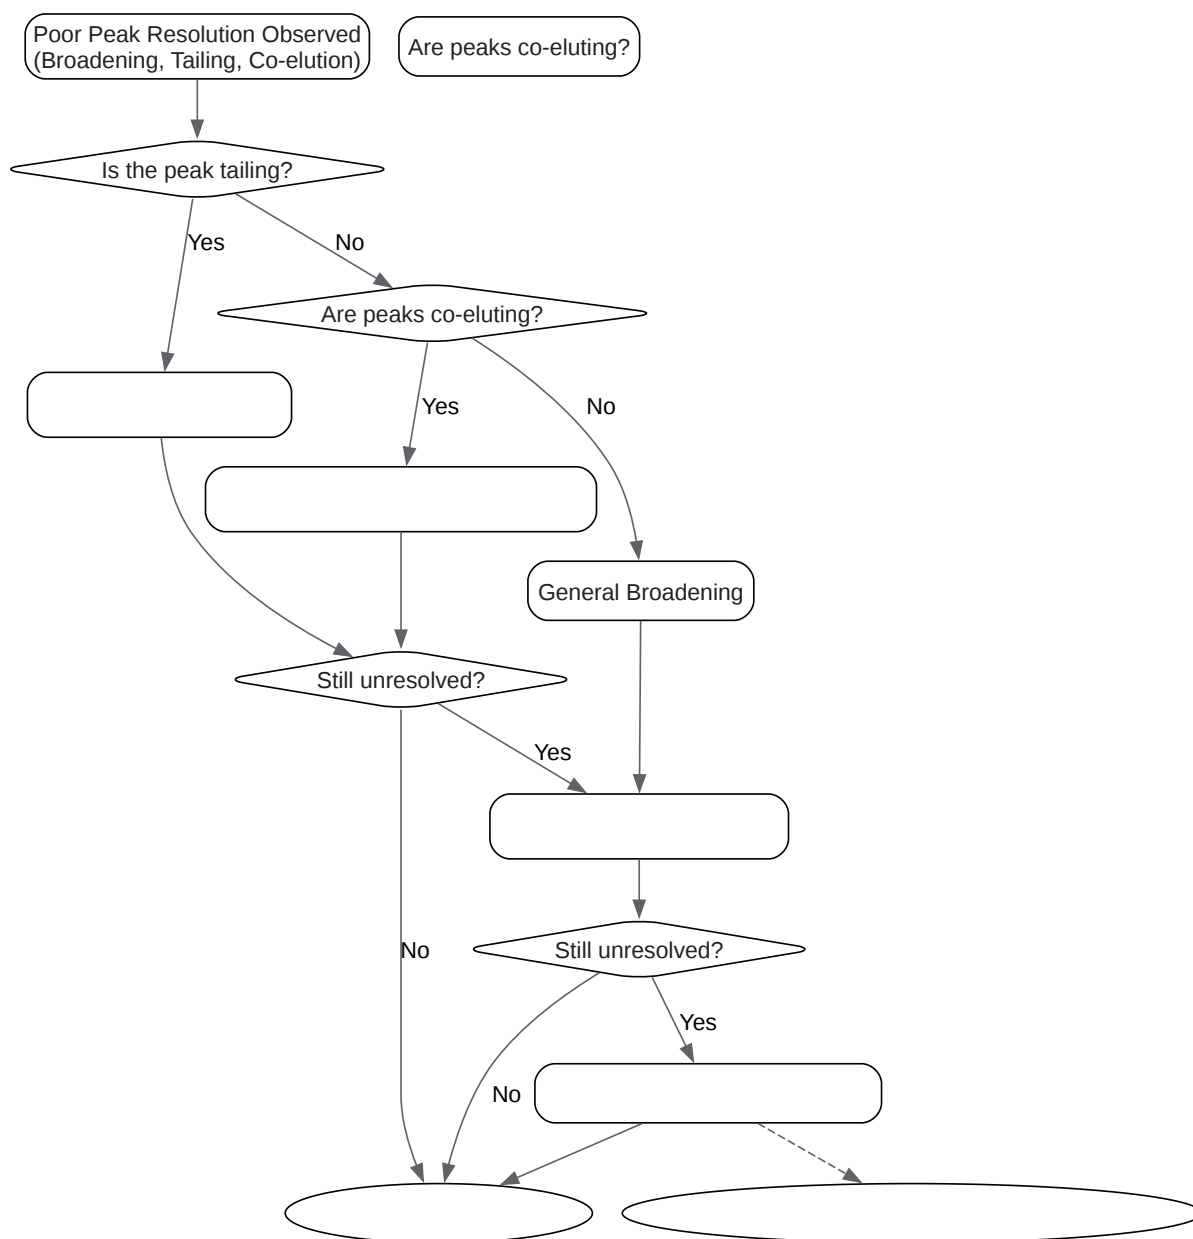 Poor Peak Resolution Observed
(Broadening, Tailing, Co-elution)
Are peaks co-eluting?
Is the peak tailing?
Yes
No
Are peaks co-eluting?
Yes
No
General Broadening
Still unresolved?
Yes
No
Still unresolved?
Yes
No